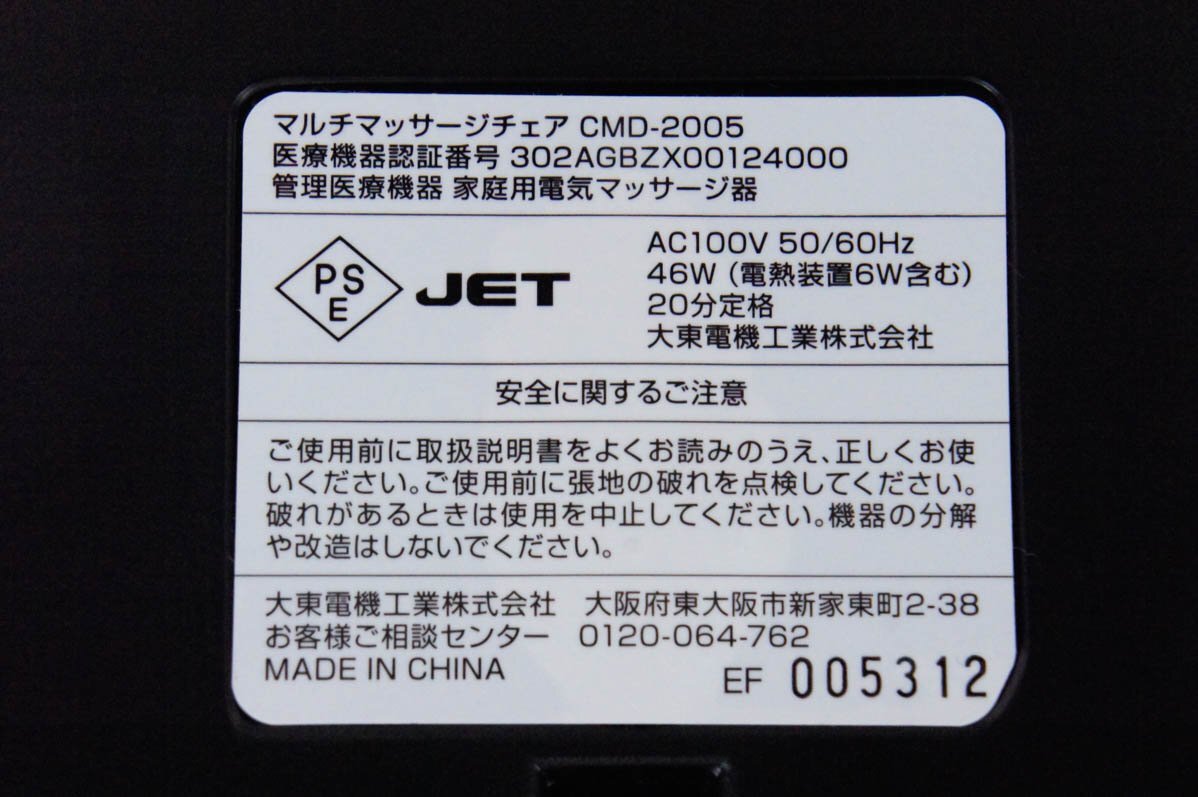 マルチマッサージチェア CMD-2005
医療機器認証番号 302AGBZX00124000
管理医療機器 家庭用電気マッサージ器
PS
E
JET
AC100V 50/60Hz
46W (電熱装置6W含む)
20分定格
大東電機工業株式会社
安全に関するご注意
ご使用前に取扱説明書をよくお読みのうえ、正しくお使
いください。ご使用前に張地の破れを点検してください。
破れがあるときは使用を中止してください。機器の分解
や改造はしないでください。
大東電機工業株式会社 大阪府東大阪市新家東町2-38
お客様ご相談センター 0120-064-762
MADE IN CHINA
EF 005312